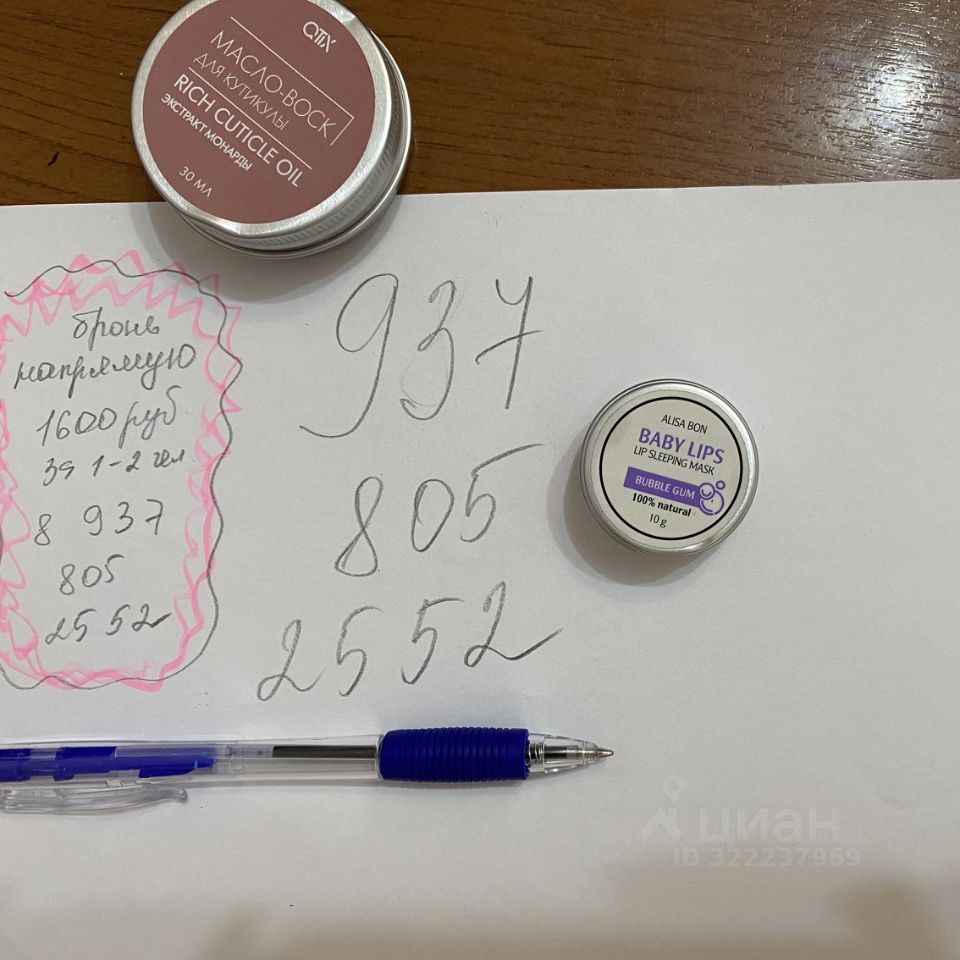 QTIX
МАСЛО-ВОСК
ДЛЯ КУТИКУЛЫ
RICH CUTICLE OIL
ЭКСТРАКТ МОНАРДЫ
30 МЛ
бронь
напрямую
1600 руб
за 1-2 чел
8 937
805
2552
937
805
2552
ALISA BON
BABY LIPS
LIP SLEEPING MASK
BUBBLE GUM
100% natural
10 g
циан
ID 322237969